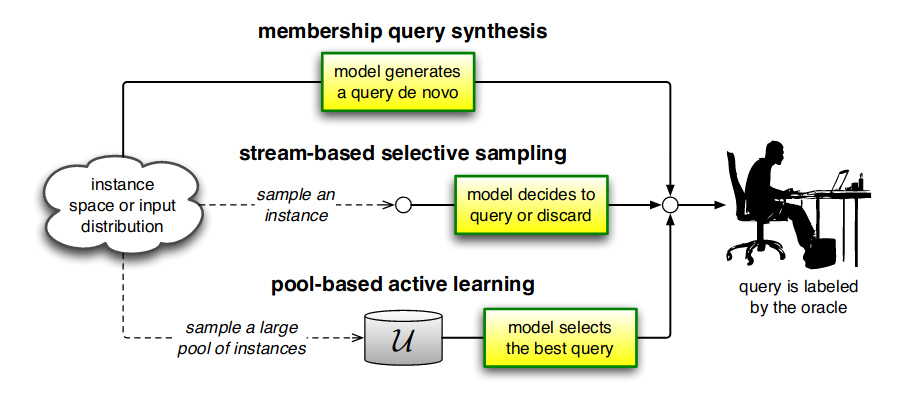 membership query synthesis
model generates
a query de novo
stream-based selective sampling
instance
space or input
distribution
sample an
instance
model decides to
query or discard
pool-based active learning
sample a large
pool of instances
U
model selects
the best query
query is labeled
by the oracle